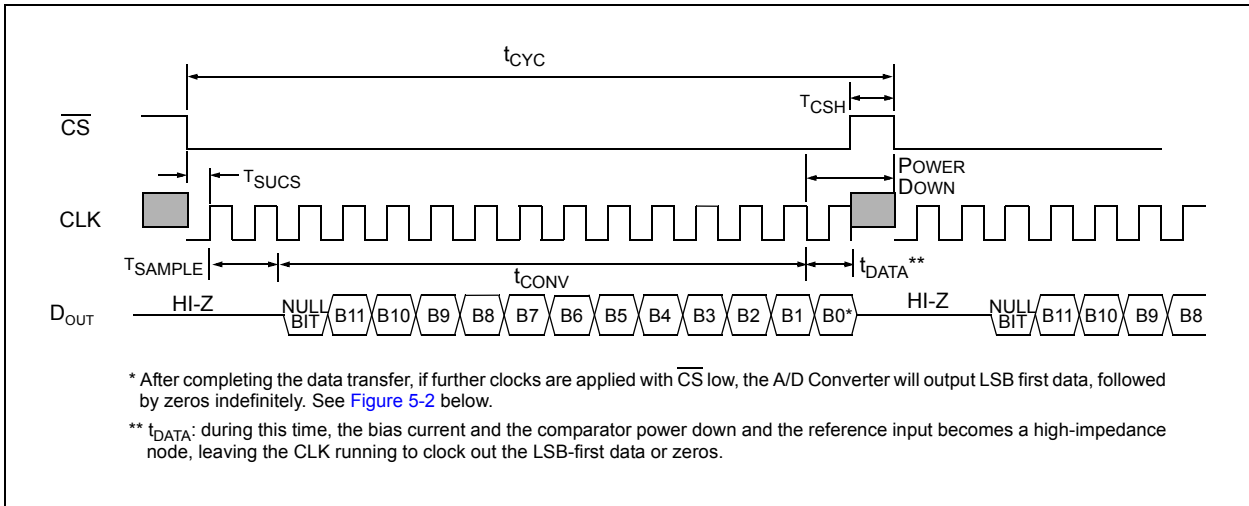 tCYC
TCSH
CS
POWER
DOWN
TSUCS
CLK
TSAMPLE
tCONV
tDATA**
DOUT
HI-Z
NULL
BIT
B11
B10
B9
B8
B7
B6
B5
B4
B3
B2
B1
B0*
HI-Z
NULL
BIT
B11
B10
B9
B8
* After completing the data transfer, if further clocks are applied with CS low, the A/D Converter will output LSB first data, followed
by zeros indefinitely. See Figure 5-2 below.
** tDATA: during this time, the bias current and the comparator power down and the reference input becomes a high-impedance
node, leaving the CLK running to clock out the LSB-first data or zeros.